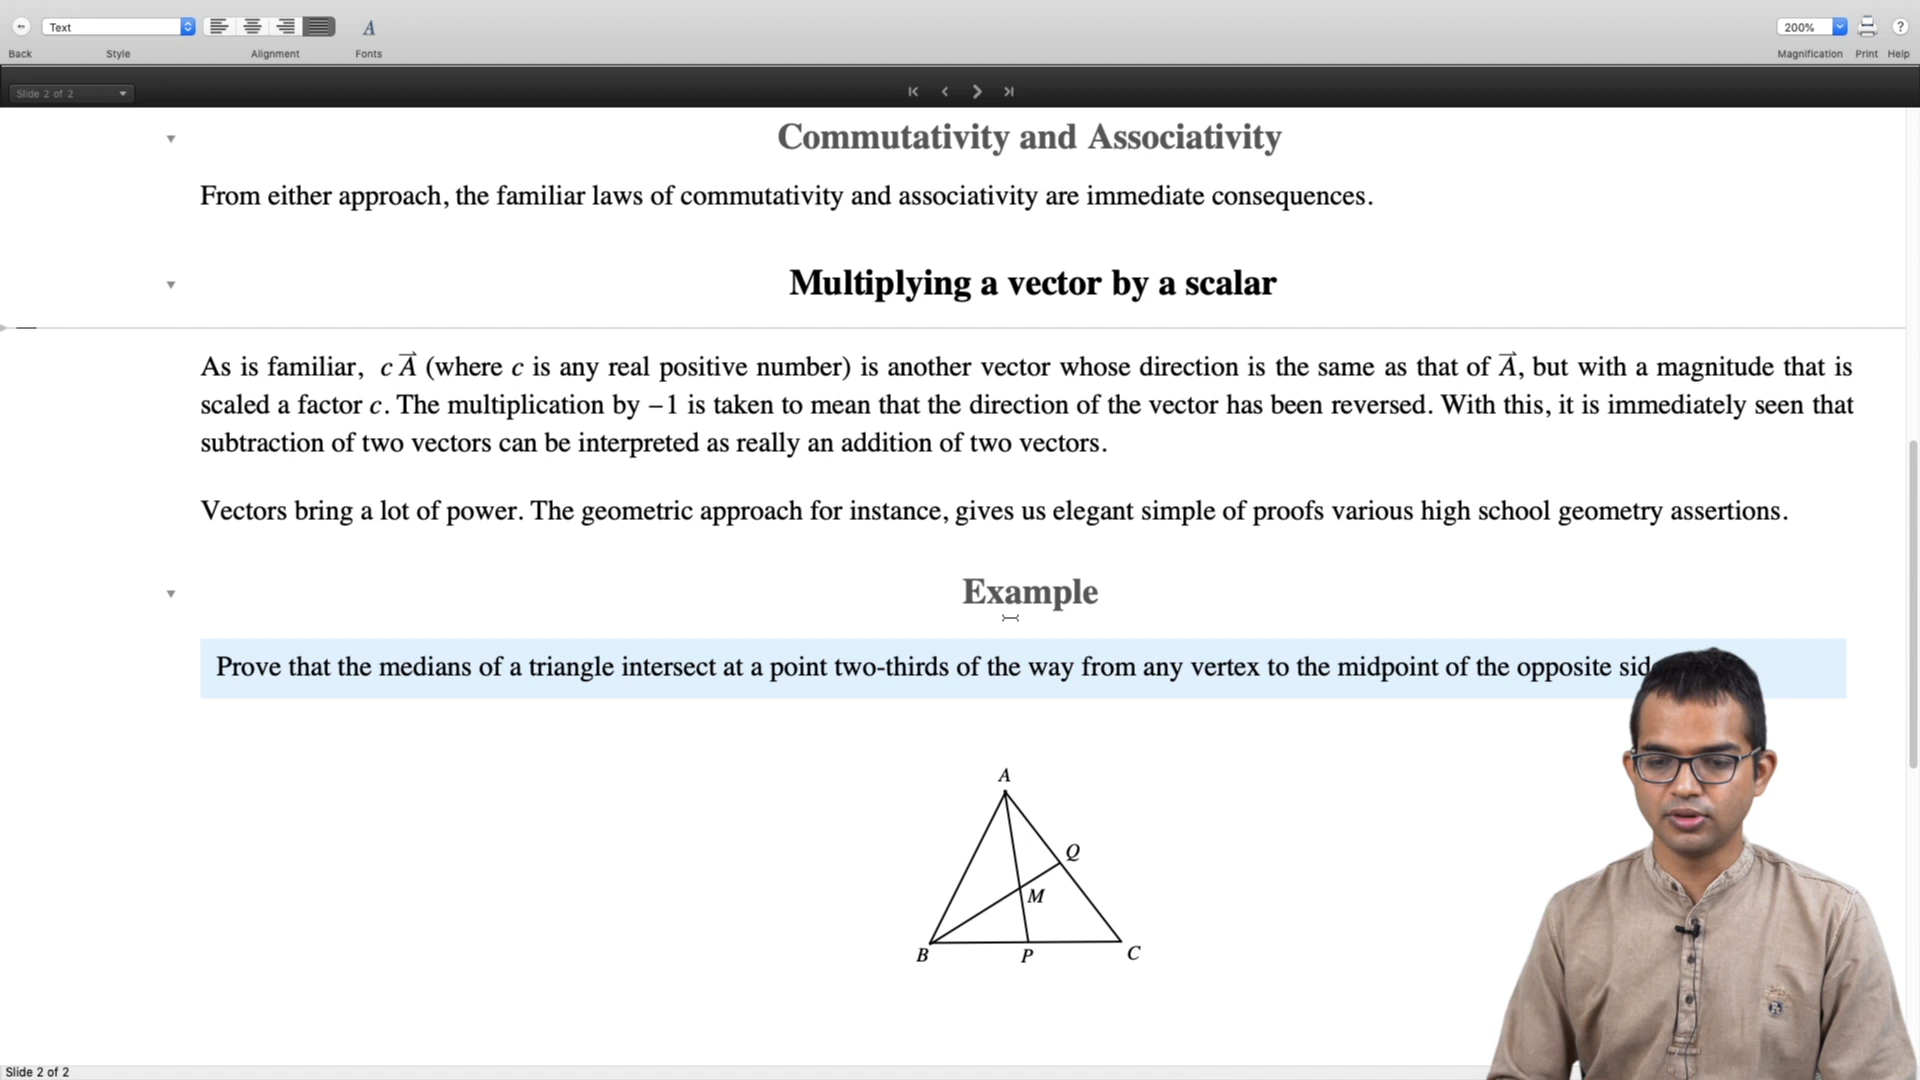 Text
200%
Back
Style
Alignment
Fonts
Magnification
Print
Help
Slide 2 of 2
Commutativity and Associativity
From either approach, the familiar laws of commutativity and associativity are immediate consequences.
Multiplying a vector by a scalar
As is familiar, c A⃗ (where c is any real positive number) is another vector whose direction is the same as that of A⃗, but with a magnitude that is
scaled a factor c. The multiplication by −1 is taken to mean that the direction of the vector has been reversed. With this, it is immediately seen that
subtraction of two vectors can be interpreted as really an addition of two vectors.
Vectors bring a lot of power. The geometric approach for instance, gives us elegant simple of proofs various high school geometry assertions.
Example
Prove that the medians of a triangle intersect at a point two-thirds of the way from any vertex to the midpoint of the opposite sid
A
Q
M
B
P
C
Slide 2 of 2